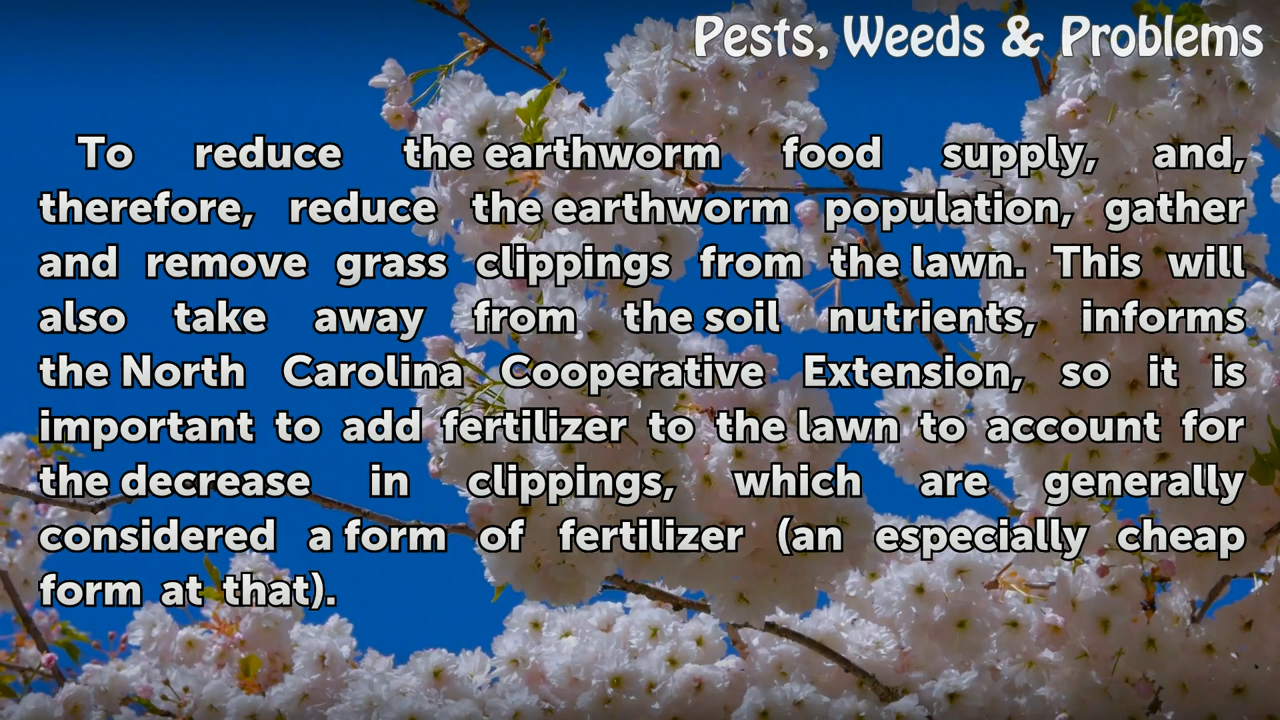 Pests, Weeds & Problems
To reduce the earthworm food supply, and,
therefore, reduce the earthworm population, gather
and remove grass clippings from the lawn. This will
also take away from the soil nutrients, informs
the North Carolina Cooperative Extension, so it is
important to add fertilizer to the lawn to account for
the decrease in clippings, which are generally
considered a form of fertilizer (an especially cheap
form at that).